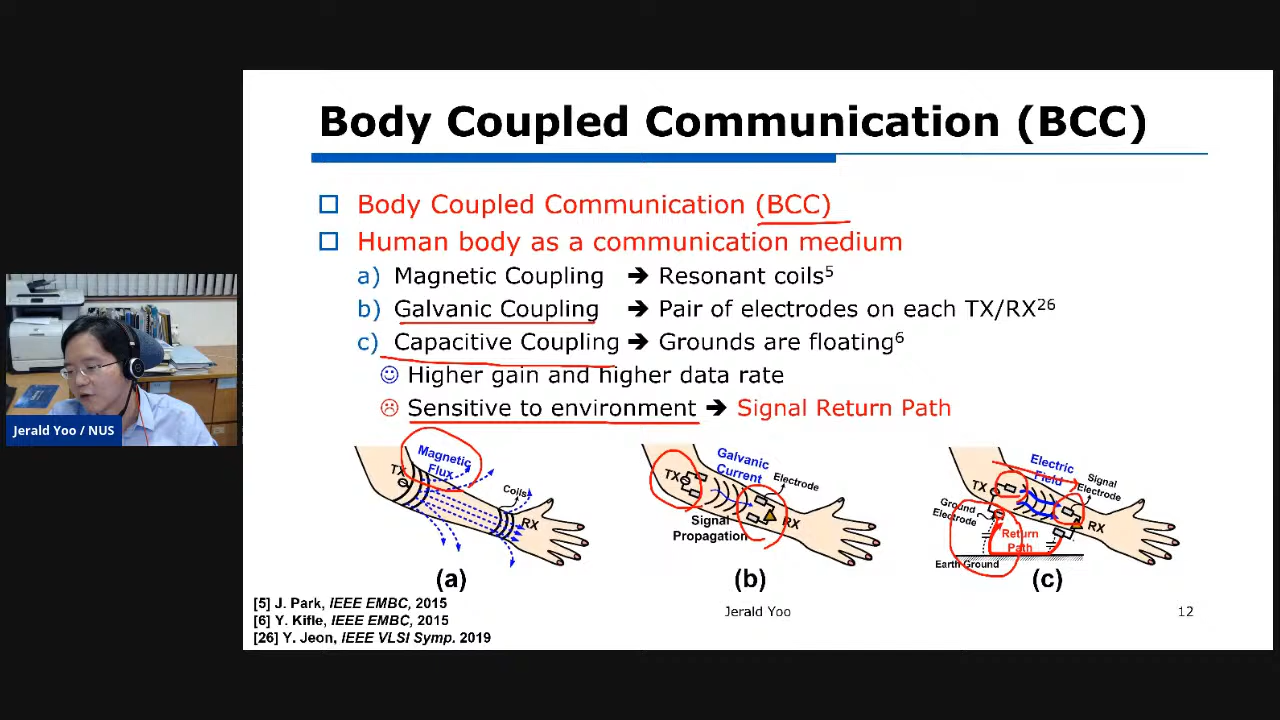 Body Coupled Communication (BCC)
Body Coupled Communication (BCC)
Human body as a communication medium
a) Magnetic Coupling ➔ Resonant coils⁵
b) Galvanic Coupling ➔ Pair of electrodes on each TX/RX²⁶
c) Capacitive Coupling ➔ Grounds are floating⁶
☺ Higher gain and higher data rate
☹ Sensitive to environment ➔ Signal Return Path
Jerald Yoo / NUS
Magnetic
Flux
TX
Coils
RX
(a)
Galvanic
Current
TX
Electrode
RX
Signal
Propagation
(b)
Electric
Field
TX
Signal
Electrode
Ground
Electrode
RX
Return
Path
Earth Ground
(c)
[5] J. Park, IEEE EMBC, 2015
[6] Y. Kifle, IEEE EMBC, 2015
[26] Y. Jeon, IEEE VLSI Symp. 2019
Jerald Yoo
12